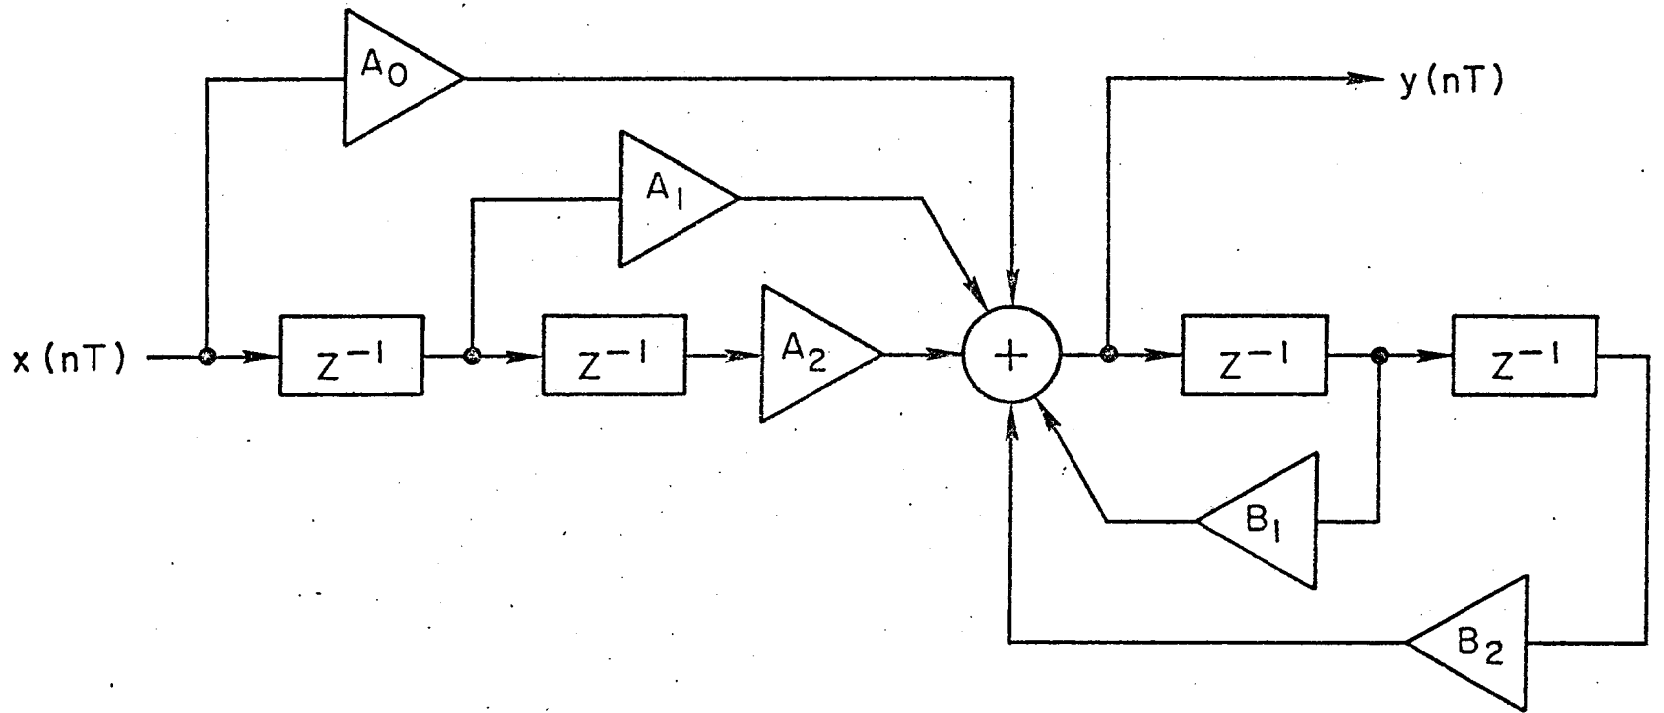 A₀
y(nT)
A₁
x(nT)
z⁻¹
z⁻¹
A₂
+
z⁻¹
z⁻¹
B₁
B₂